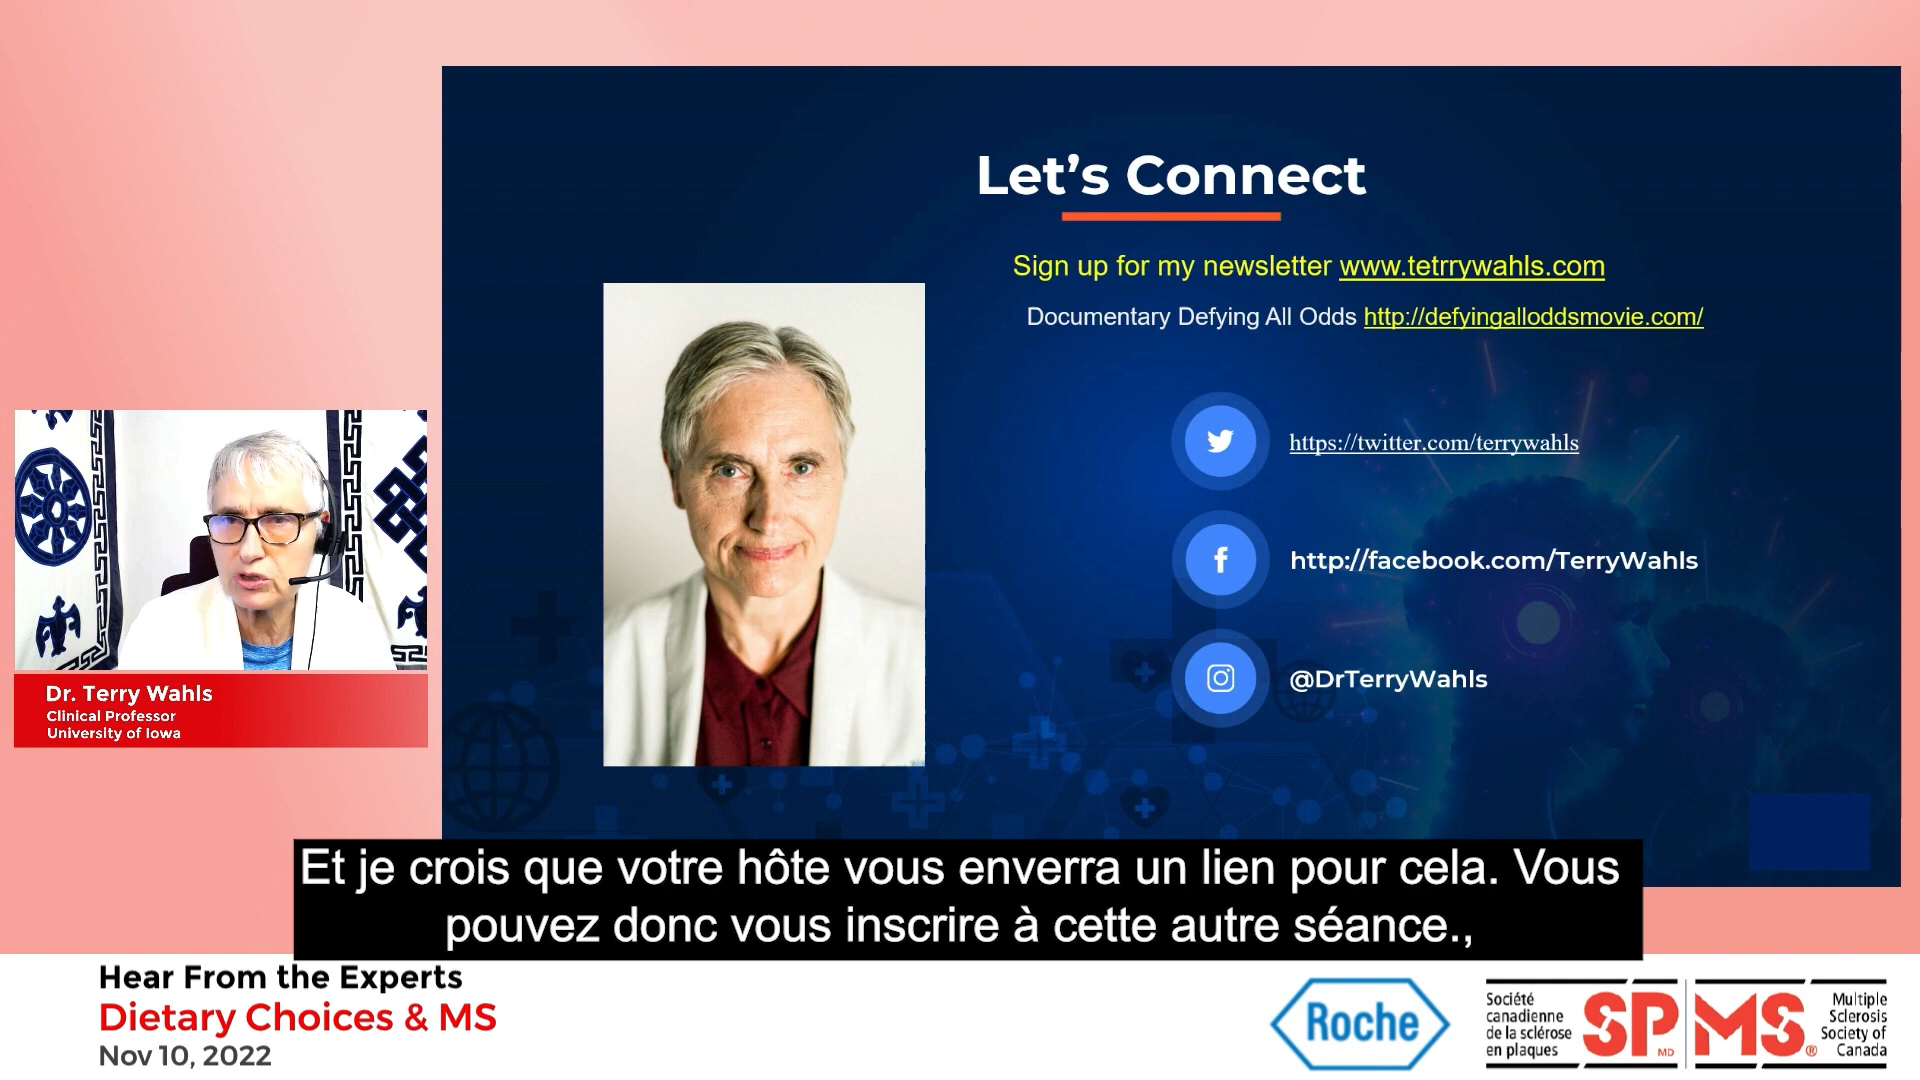 Let's Connect
Sign up for my newsletter www.tetrrywahls.com
Documentary Defying All Odds http://defyingalloddsmovie.com/
https://twitter.com/terrywahls
http://facebook.com/TerryWahls
@DrTerryWahls
Dr. Terry Wahls
Clinical Professor
University of Iowa
Et je crois que votre hôte vous enverra un lien pour cela. Vous
pouvez donc vous inscrire à cette autre séance.,
Hear From the Experts
Dietary Choices & MS
Nov 10, 2022
Roche
Société
canadienne
de la sclérose
en plaques
SP MD
MS ®
Multiple
Sclerosis
Society of
Canada